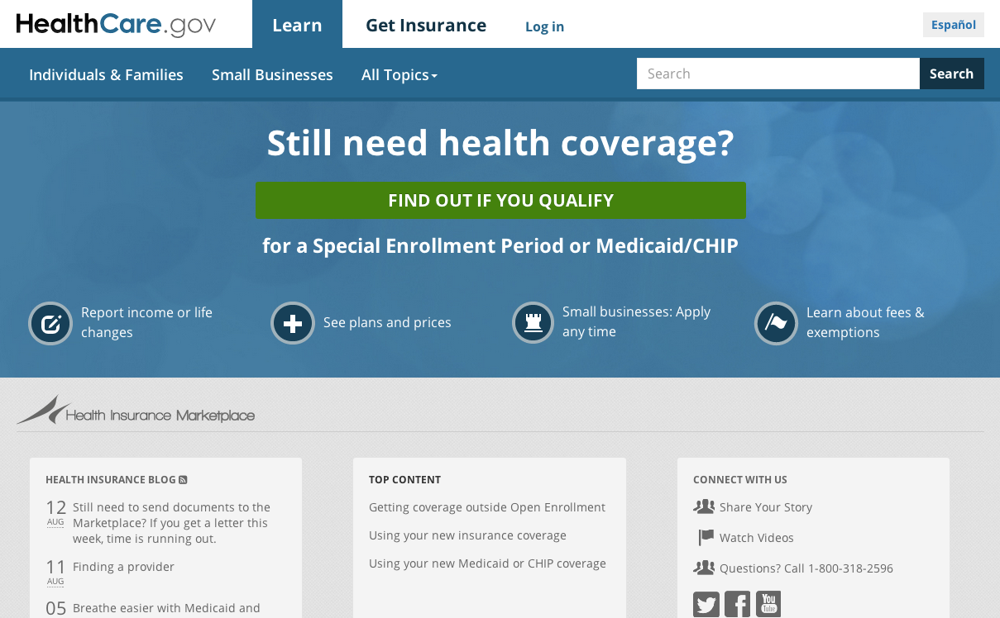 HealthCare.gov
Learn
Get Insurance
Log in
Español
Individuals & Families
Small Businesses
All Topics
Search
Search
Still need health coverage?
FIND OUT IF YOU QUALIFY
for a Special Enrollment Period or Medicaid/CHIP
Report income or life
changes
See plans and prices
Small businesses: Apply
any time
Learn about fees &
exemptions
Health Insurance Marketplace
HEALTH INSURANCE BLOG
12
AUG
Still need to send documents to the
Marketplace? If you get a letter this
week, time is running out.
11
AUG
Finding a provider
05
Breathe easier with Medicaid and
TOP CONTENT
Getting coverage outside Open Enrollment
Using your new insurance coverage
Using your new Medicaid or CHIP coverage
CONNECT WITH US
Share Your Story
Watch Videos
Questions? Call 1-800-318-2596
You
Tube